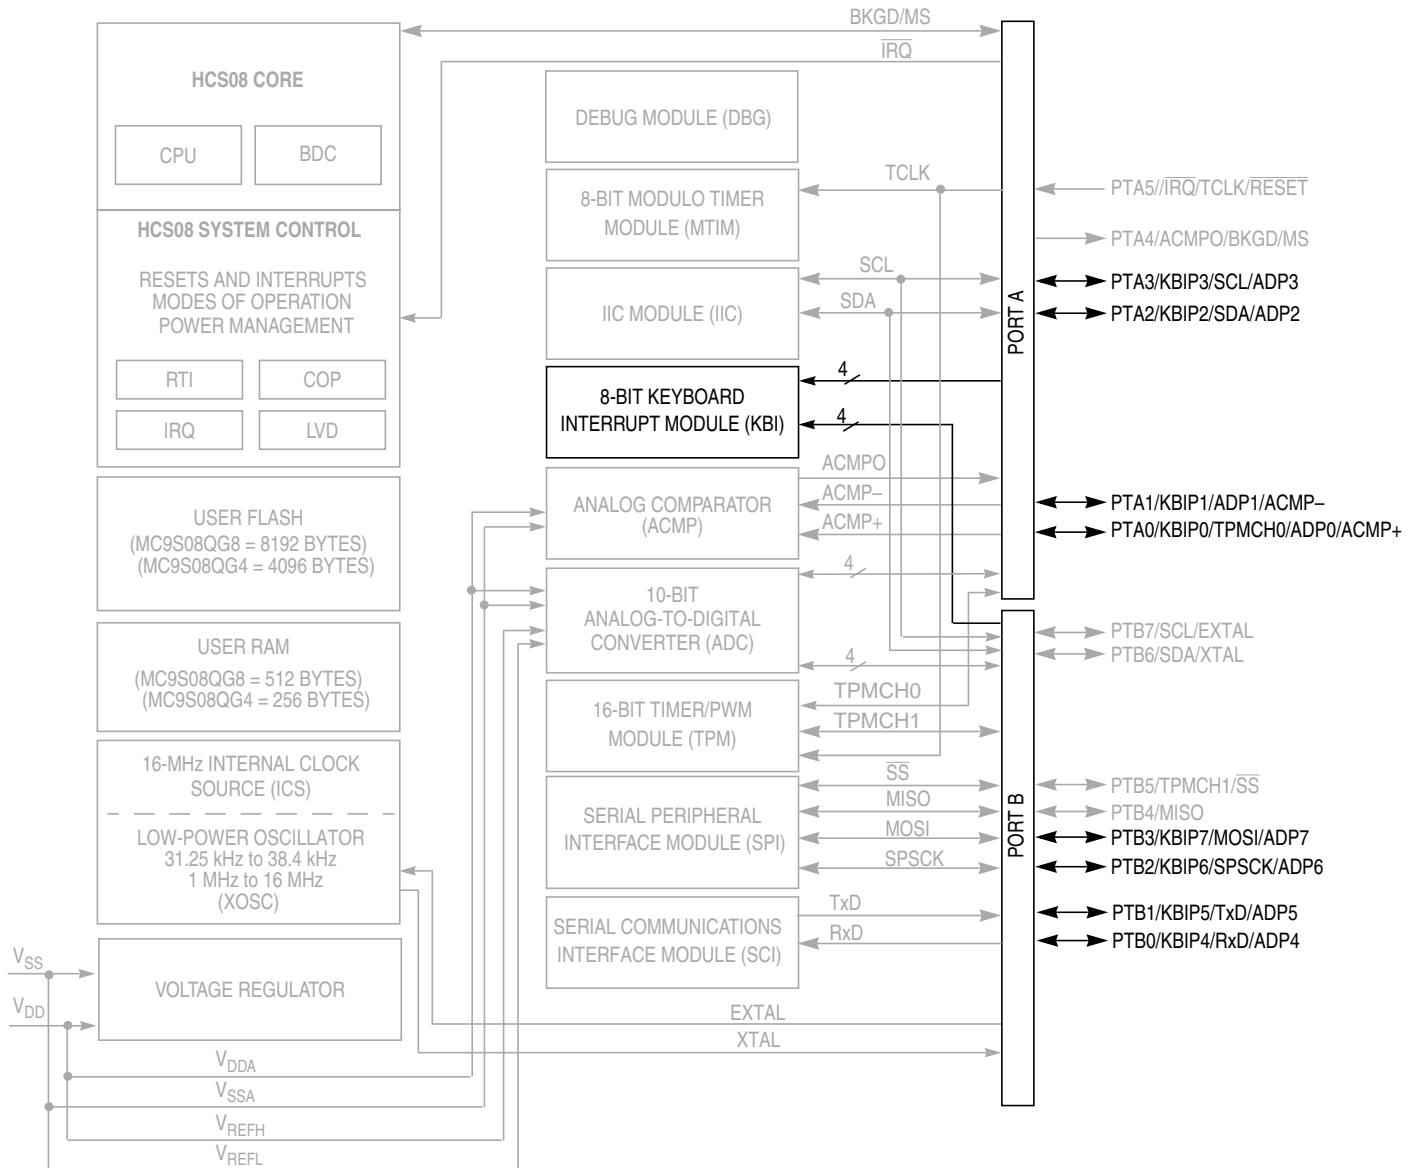 BKGD/MS
IRQ
HCS08 CORE
CPU
BDC
HCS08 SYSTEM CONTROL
RESETS AND INTERRUPTS
MODES OF OPERATION
POWER MANAGEMENT
RTI
COP
IRQ
LVD
USER FLASH
(MC9S08QG8 = 8192 BYTES)
(MC9S08QG4 = 4096 BYTES)
USER RAM
(MC9S08QG8 = 512 BYTES)
(MC9S08QG4 = 256 BYTES)
16-MHz INTERNAL CLOCK
SOURCE (ICS)
LOW-POWER OSCILLATOR
31.25 kHz to 38.4 kHz
1 MHz to 16 MHz
(XOSC)
VSS
VDD
VOLTAGE REGULATOR
VDDA
VSSA
VREFH
VREFL
DEBUG MODULE (DBG)
8-BIT MODULO TIMER
MODULE (MTIM)
TCLK
IIC MODULE (IIC)
SCL
SDA
8-BIT KEYBOARD
INTERRUPT MODULE (KBI)
4
4
ANALOG COMPARATOR
(ACMP)
ACMPO
ACMP–
ACMP+
10-BIT
ANALOG-TO-DIGITAL
CONVERTER (ADC)
4
4
16-BIT TIMER/PWM
MODULE (TPM)
TPMCH0
TPMCH1
SERIAL PERIPHERAL
INTERFACE MODULE (SPI)
SS
MISO
MOSI
SPSCK
SERIAL COMMUNICATIONS
INTERFACE MODULE (SCI)
TxD
RxD
EXTAL
XTAL
PORT A
PTA5//IRQ/TCLK/RESET
PTA4/ACMPO/BKGD/MS
PTA3/KBIP3/SCL/ADP3
PTA2/KBIP2/SDA/ADP2
PTA1/KBIP1/ADP1/ACMP–
PTA0/KBIP0/TPMCH0/ADP0/ACMP+
PORT B
PTB7/SCL/EXTAL
PTB6/SDA/XTAL
PTB5/TPMCH1/SS
PTB4/MISO
PTB3/KBIP7/MOSI/ADP7
PTB2/KBIP6/SPSCK/ADP6
PTB1/KBIP5/TxD/ADP5
PTB0/KBIP4/RxD/ADP4